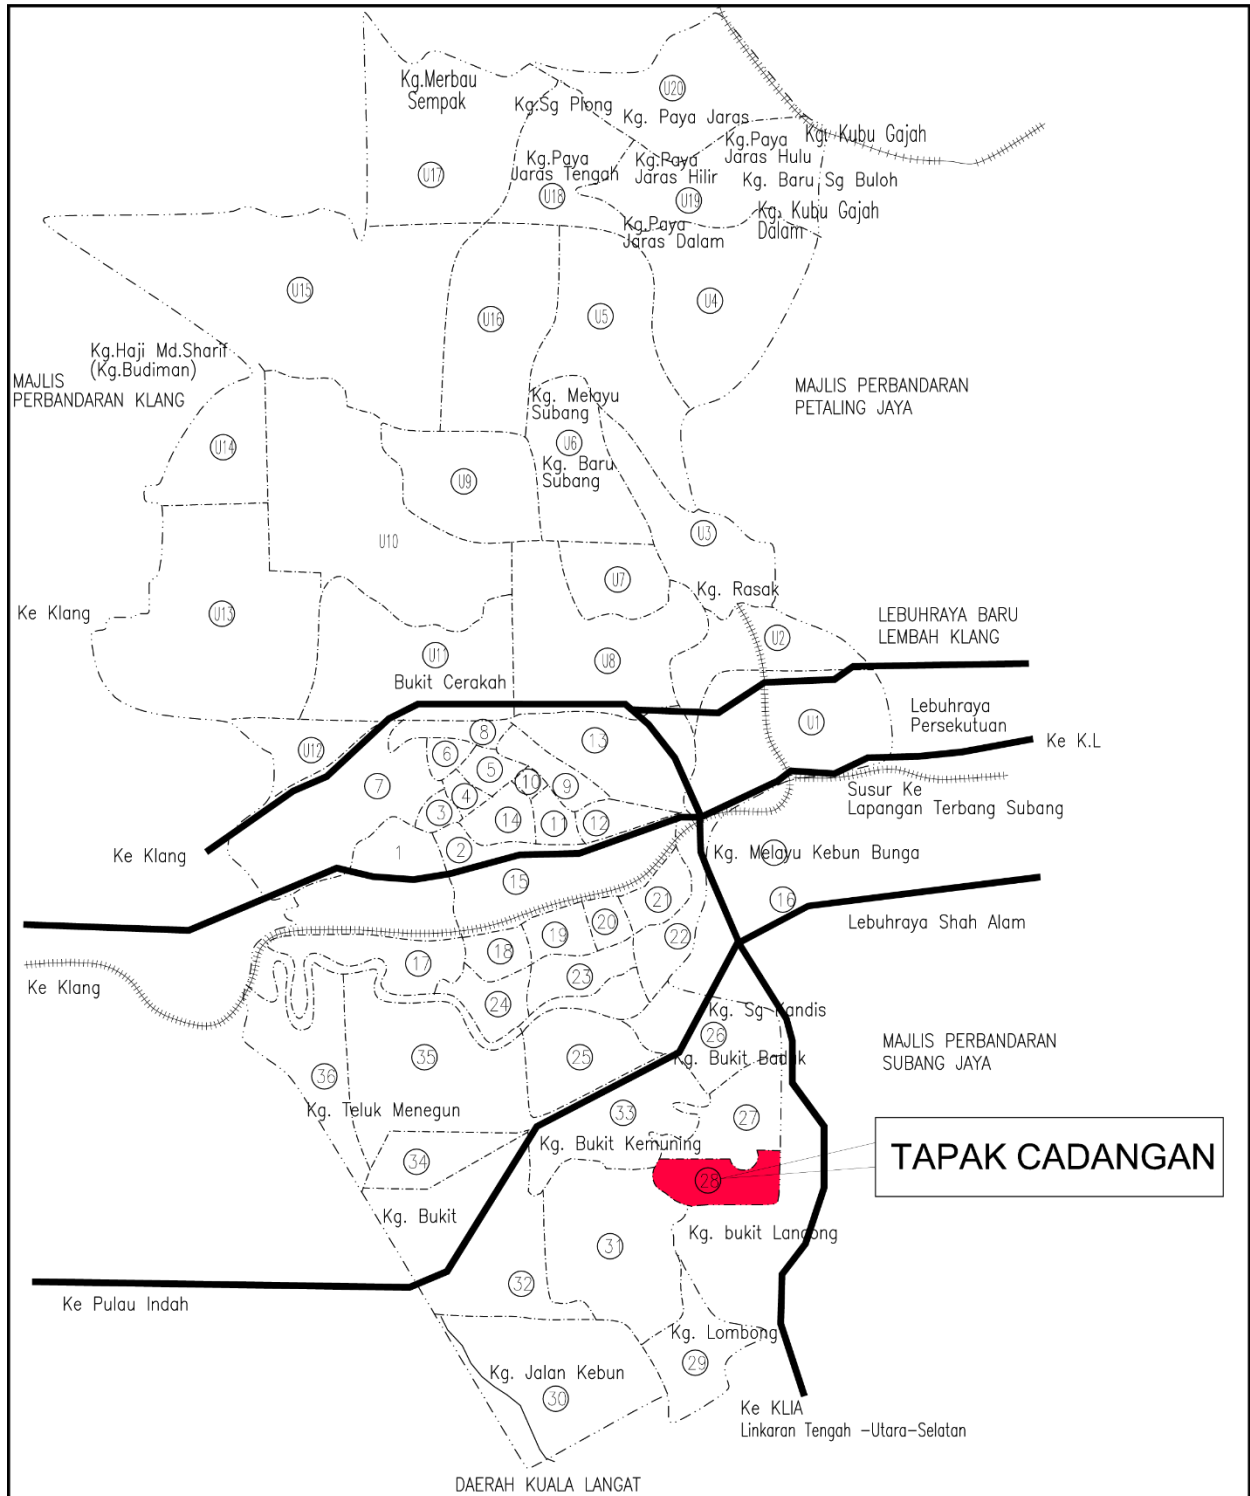 Kg.Merbau
Sempak
U20
Kg.Sg Plong
Kg. Paya Jaras
Kg.Paya
Jaras Hulu
Kg. Kubu Gajah
Kg.Paya
Jaras Tengah
Kg.Paya
Jaras Hilir
U17
Kg. Baru Sg Buloh
U18
U19
Kg. Kubu Gajah
Dalam
Kg.Paya
Jaras Dalam
U15
U16
U5
U4
Kg.Haji Md.Sharif
(Kg.Budiman)
MAJLIS
PERBANDARAN KLANG
MAJLIS PERBANDARAN
PETALING JAYA
Kg. Melayu
Subang
U14
U6
Kg. Baru
Subang
U9
U10
U3
U7
Kg. Rasak
Ke Klang
U13
LEBUHRAYA BARU
LEMBAH KLANG
U2
U11
U8
Bukit Cerakah
U1
Lebuhraya
Persekutuan
Ke K.L
U12
8
13
6
5
7
4
10
9
Susur Ke
Lapangan Terbang Subang
3
14
11
12
Ke Klang
1
2
Kg. Melayu Kebun Bunga
15
16
21
Lebuhraya Shah Alam
20
19
22
18
17
23
Ke Klang
24
Kg. Sg Kandis
26
MAJLIS PERBANDARAN
SUBANG JAYA
35
25
Kg. Bukit Baduk
36
Kg. Teluk Menegun
33
27
Kg. Bukit Kemuning
34
28
TAPAK CADANGAN
Kg. Bukit
Kg. bukit Lancong
31
32
Ke Pulau Indah
Kg. Lombong
29
Kg. Jalan Kebun
30
Ke KLIA
Linkaran Tengah -Utara-Selatan
DAERAH KUALA LANGAT